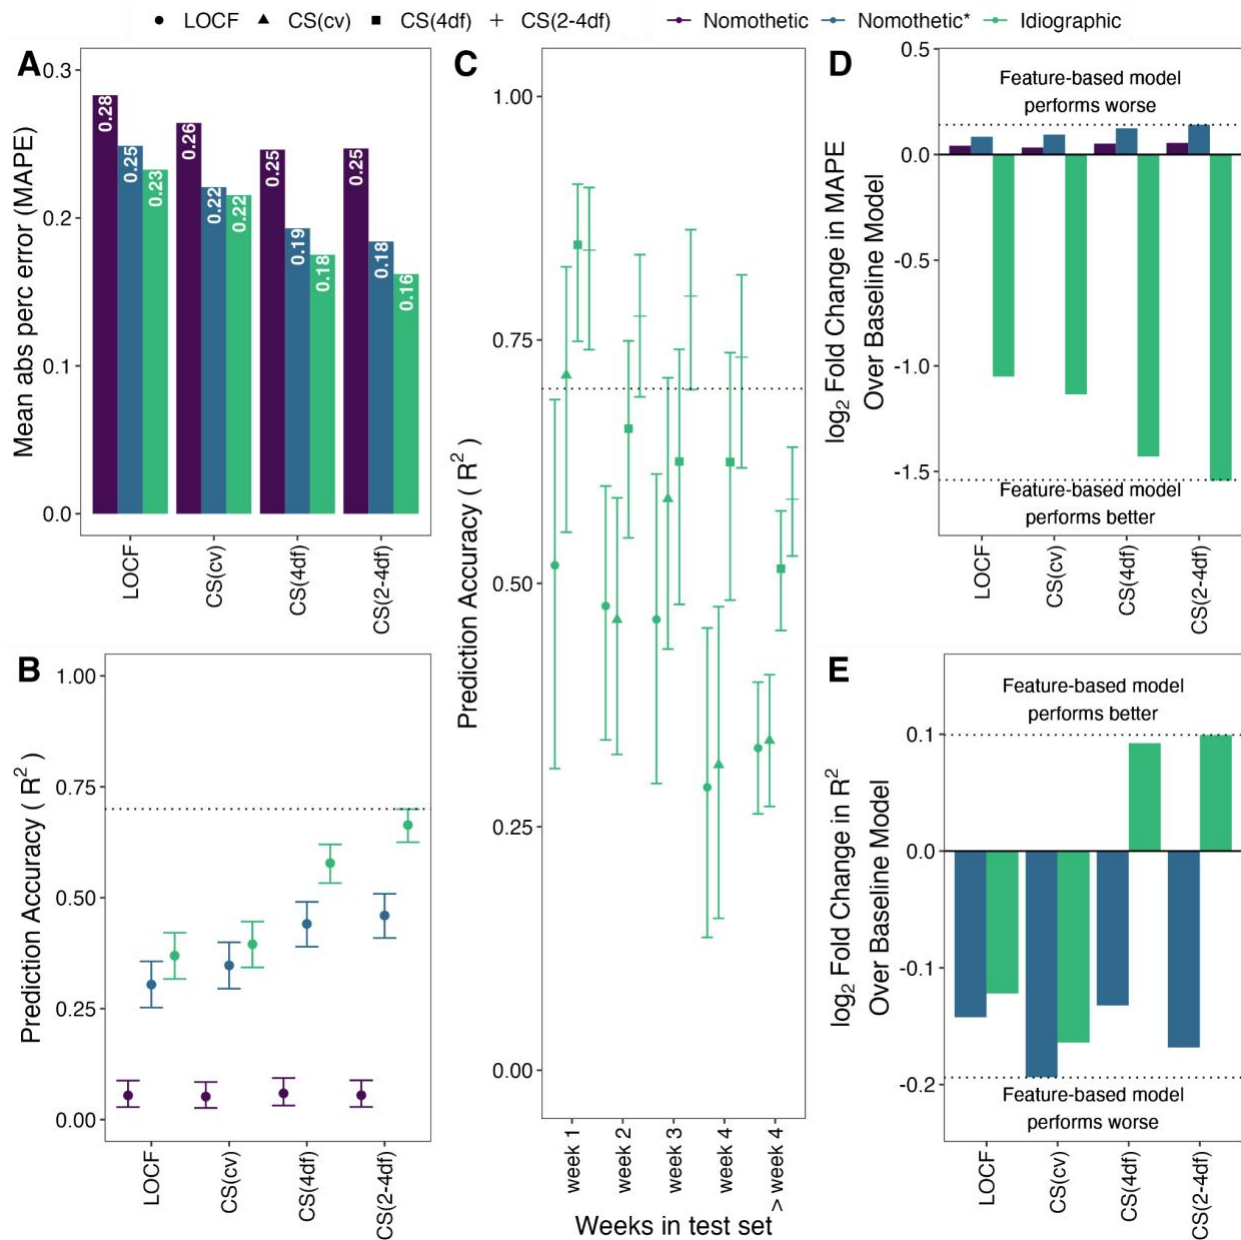 LOCF CS(cv) CS(4df) CS(2-4df) Nomothetic Nomothetic* Idiographic
A
Mean abs perc error (MAPE)
0.3
0.2
0.1
0.0
0.28
0.25
0.23
0.26
0.22
0.22
0.25
0.19
0.18
0.25
0.18
0.16
LOCF
CS(cv)
CS(4df)
CS(2-4df)
B
Prediction Accuracy ( R² )
1.00
0.75
0.50
0.25
0.00
LOCF
CS(cv)
CS(4df)
CS(2-4df)
C
Prediction Accuracy ( R² )
1.00
0.75
0.50
0.25
0.00
week 1
week 2
week 3
week 4
> week 4
Weeks in test set
D
log₂ Fold Change in MAPE
Over Baseline Model
0.5
0.0
-0.5
-1.0
-1.5
Feature-based model
performs worse
Feature-based model
performs better
LOCF
CS(cv)
CS(4df)
CS(2-4df)
E
log₂ Fold Change in R²
Over Baseline Model
0.1
0.0
-0.1
-0.2
Feature-based model
performs better
Feature-based model
performs worse
LOCF
CS(cv)
CS(4df)
CS(2-4df)